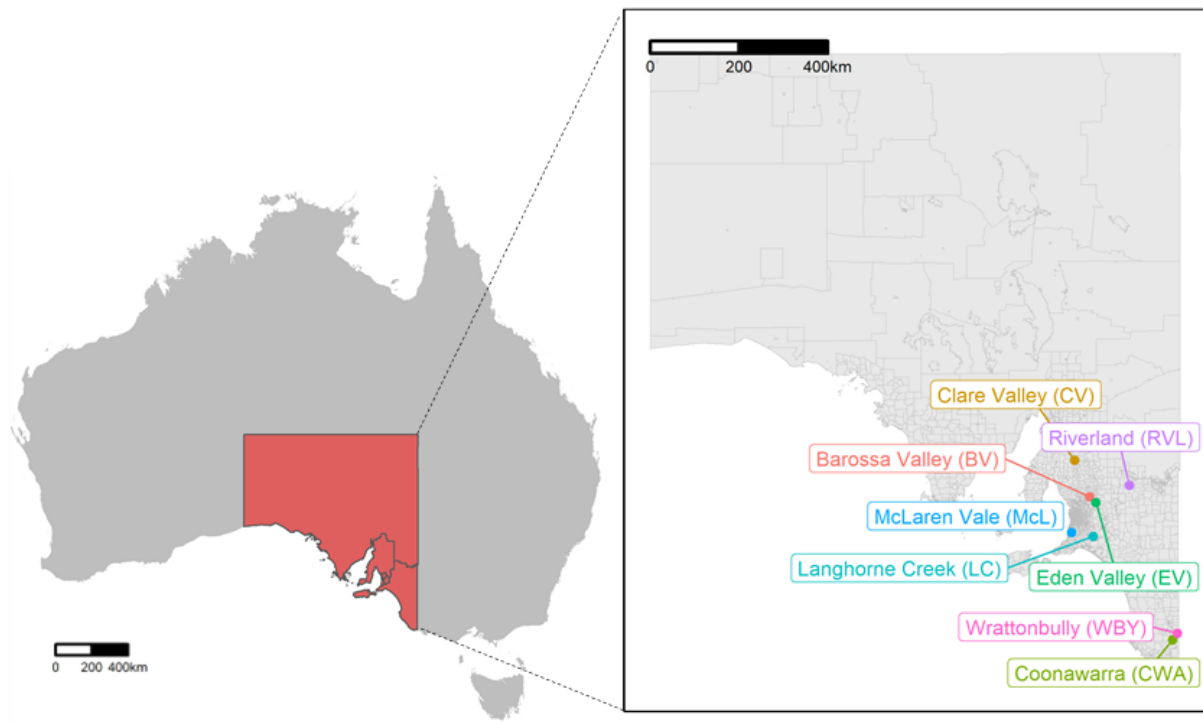 0 200 400km
Clare Valley (CV)
Riverland (RVL)
Barossa Valley (BV)
McLaren Vale (McL)
Langhorne Creek (LC)
Eden Valley (EV)
Wrattonbully (WBY)
Coonawarra (CWA)
0 200 400km